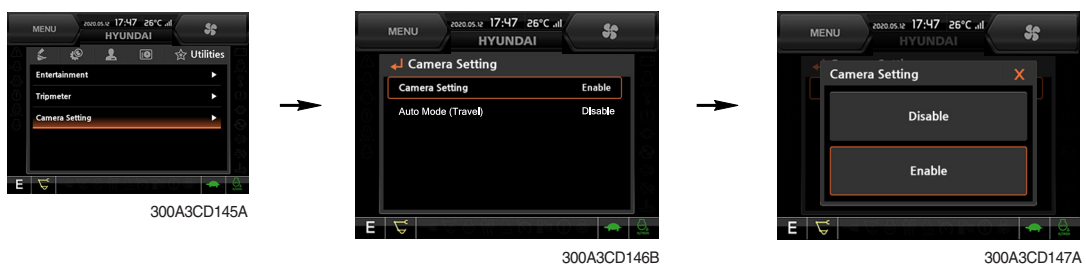 MENU
2020.05.12 17:47 26°C
HYUNDAI
Utilities
Entertainment
Tripmeter
Camera Setting
E
300A3CD145A
MENU
2020.05.12 17:47 26°C
HYUNDAI
Camera Setting
Camera Setting Enable
Auto Mode (Travel) Disable
E
300A3CD146B
MENU
2020.05.12 17:47 26°C
HYUNDAI
Camera Setting X
Disable
Enable
E
300A3CD147A